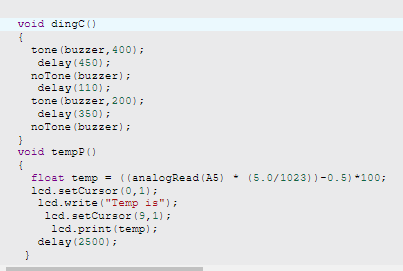 void dingC()
{
tone(buzzer,400);
delay(450);
noTone(buzzer);
delay(110);
tone(buzzer,200);
delay(350);
noTone(buzzer);
}
void tempP()
{
float temp = ((analogRead(A5) * (5.0/1023))-0.5)*100;
lcd.setCursor(0,1);
lcd.write("Temp is");
lcd.setCursor(9,1);
lcd.print(temp);
delay(2500);
}